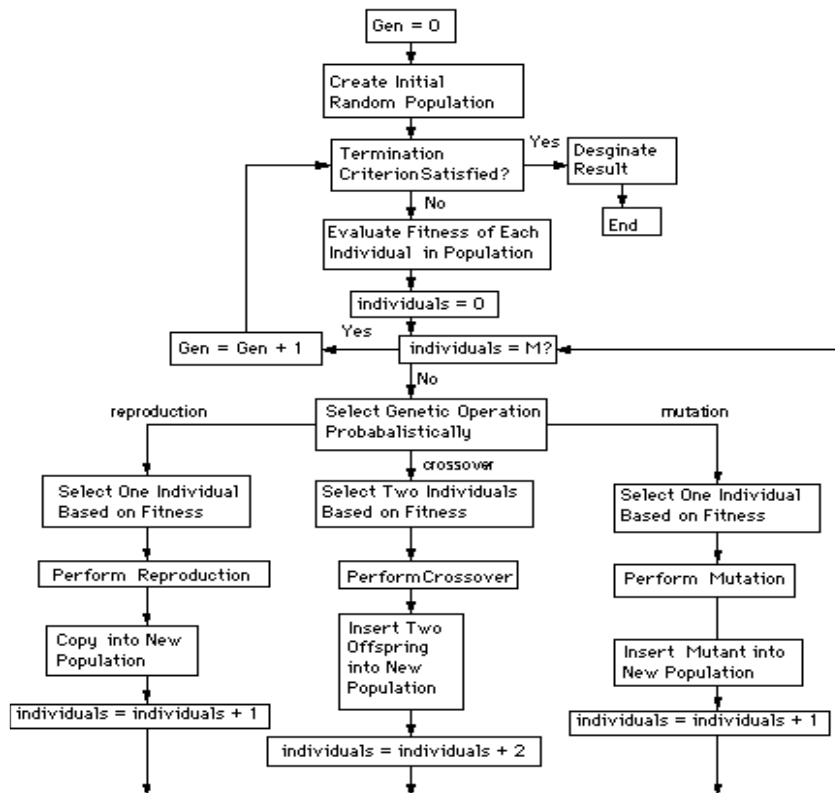 Gen = 0
Create Initial
Random Population
Termination
Criterion Satisfied?
Yes
Desginate
Result
End
No
Evaluate Fitness of Each
Individual in Population
individuals = 0
Yes
Gen = Gen + 1
individuals = M?
No
reproduction
Select Genetic Operation
Probabalistically
mutation
crossover
Select One Individual
Based on Fitness
Select Two Individuals
Based on Fitness
Select One Individual
Based on Fitness
Perform Reproduction
Perform Crossover
Perform Mutation
Copy into New
Population
Insert Two
Offspring
into New
Population
Insert Mutant into
New Population
individuals = individuals + 1
individuals = individuals + 2
individuals = individuals + 1